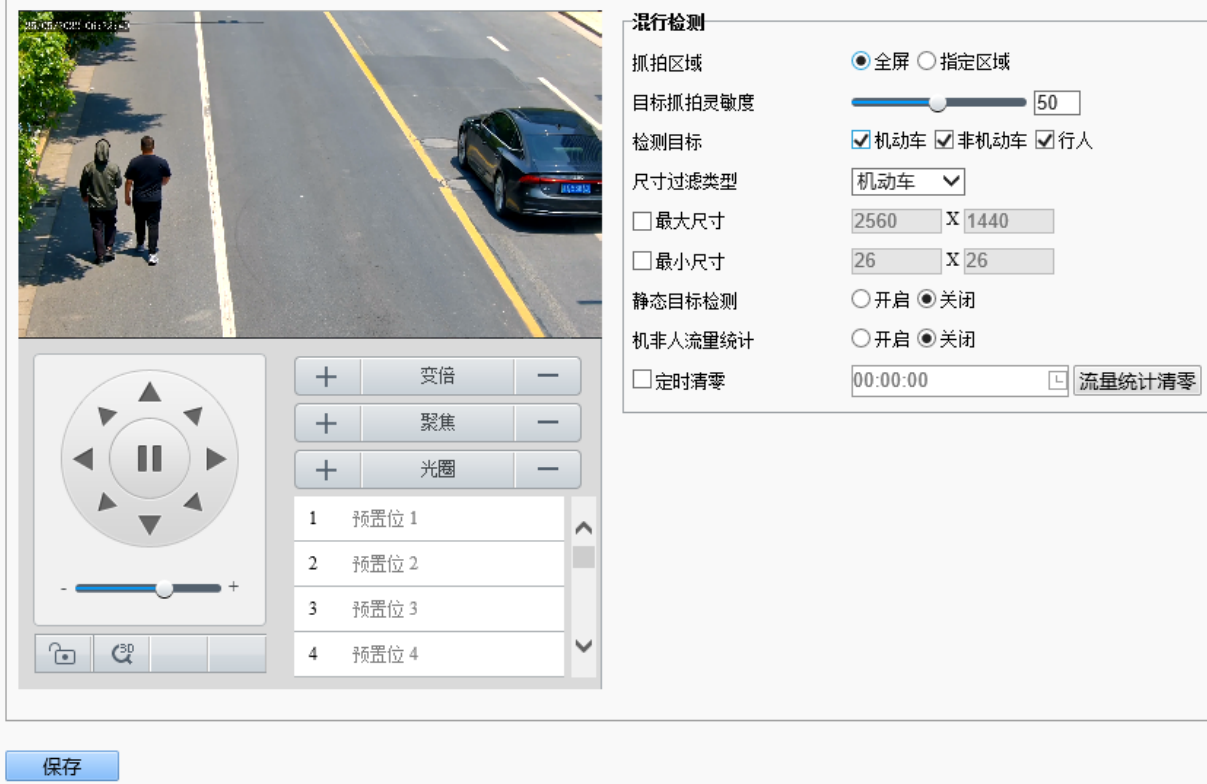 混行检测
抓拍区域 全屏 指定区域
目标抓拍灵敏度 50
检测目标 机动车 非机动车 行人
尺寸过滤类型 机动车
最大尺寸 2560 X 1440
最小尺寸 26 X 26
静态目标检测 开启 关闭
机非人流量统计 开启 关闭
定时清零 00:00:00 流量统计清零
+ 变倍 —
+ 聚焦 —
+ 光圈 —
1 预置位 1
2 预置位 2
3 预置位 3
4 预置位 4
- +
3D
保存